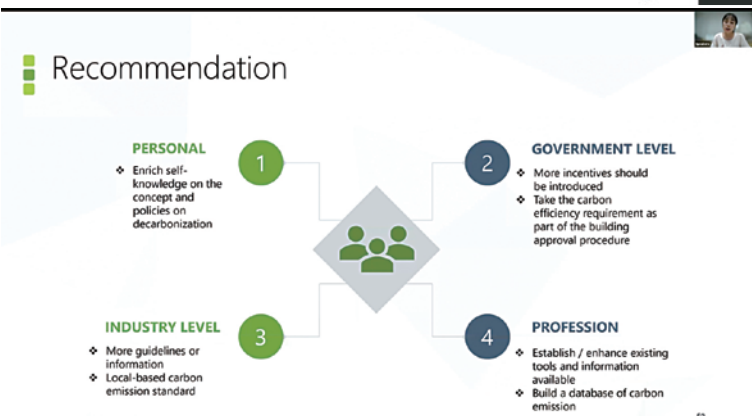 Recommendation
PERSONAL
❖ Enrich self-
knowledge on the
concept and
policies on
decarbonization
1
2
GOVERNMENT LEVEL
❖ More incentives should
be introduced
❖ Take the carbon
efficiency requirement as
part of the building
approval procedure
INDUSTRY LEVEL
❖ More guidelines or
information
❖ Local-based carbon
emission standard
3
4
PROFESSION
❖ Establish / enhance existing
tools and information
available
❖ Build a database of carbon
emission